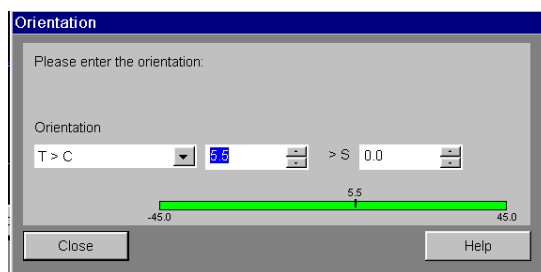 Orientation
Please enter the orientation:
Orientation
T > C 5.5 > S 0.0
5.5
-45.0 45.0
Close Help